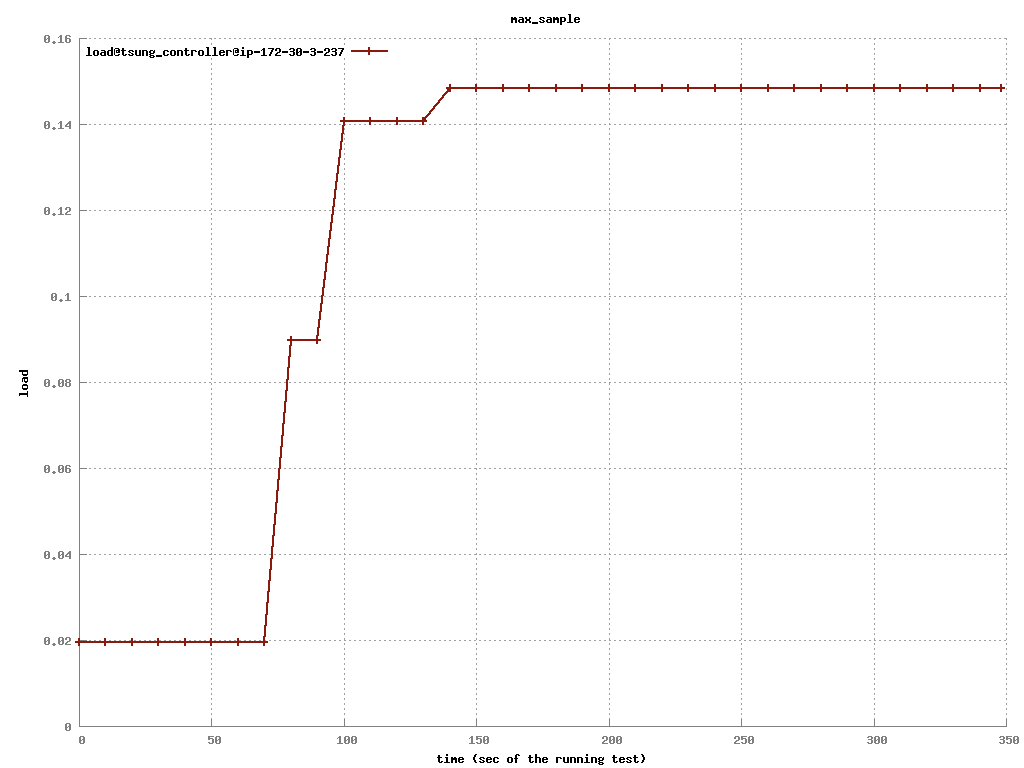 max_sample
load@tsung_controller@ip-172-30-3-237
0.16
0.14
0.12
0.1
0.08
0.06
0.04
0.02
0
load
0 50 100 150 200 250 300 350
time (sec of the running test)